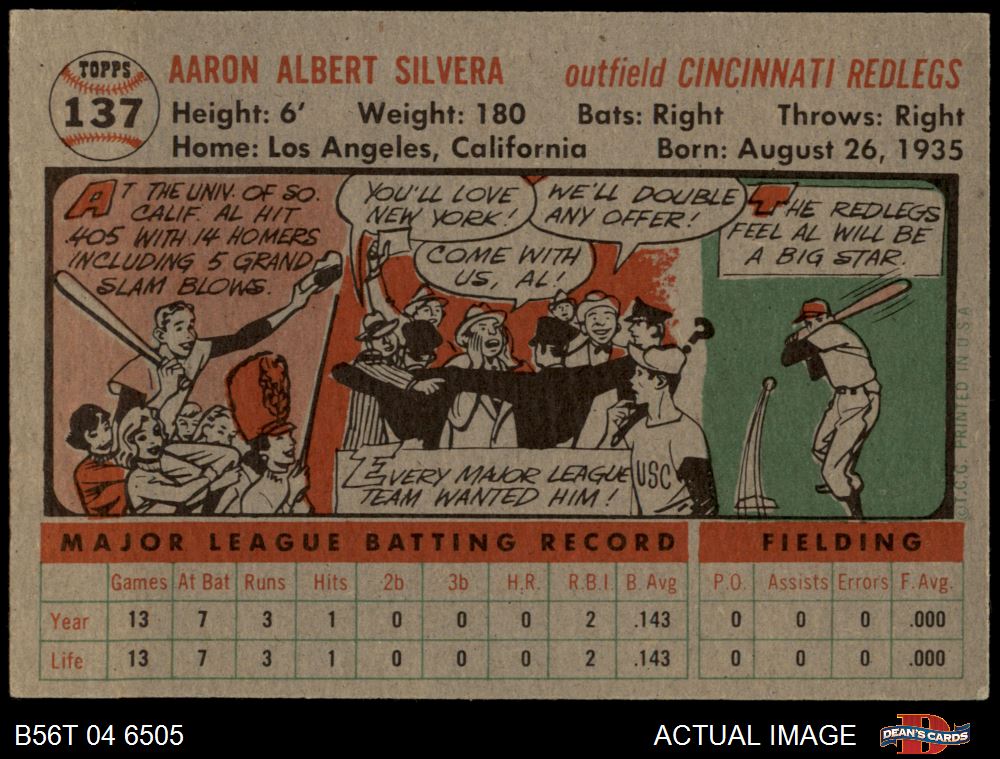 TOPPS
137
AARON ALBERT SILVERA outfield CINCINNATI REDLEGS
Height: 6' Weight: 180 Bats: Right Throws: Right
Home: Los Angeles, California Born: August 26, 1935
AT THE UNIV. OF SO.
CALIF. AL HIT
.405 WITH 14 HOMERS
INCLUDING 5 GRAND
SLAM BLOWS.
YOU'LL LOVE
NEW YORK!
WE'LL DOUBLE
ANY OFFER!
COME WITH
US, AL!
?
USC
EVERY MAJOR LEAGUE
TEAM WANTED HIM!
THE REDLEGS
FEEL AL WILL BE
A BIG STAR.
©T.C.C. PRINTED IN U.S.A.
MAJOR LEAGUE BATTING RECORD FIELDING
Games At Bat Runs Hits 2b 3b H.R. R.B.I B. Avg P.O. Assists Errors F. Avg.
Year 13 7 3 1 0 0 0 2 .143 0 0 0 .000
Life 13 7 3 1 0 0 0 2 .143 0 0 0 .000
B56T 04 6505 ACTUAL IMAGE
D
DEAN'S CARDS